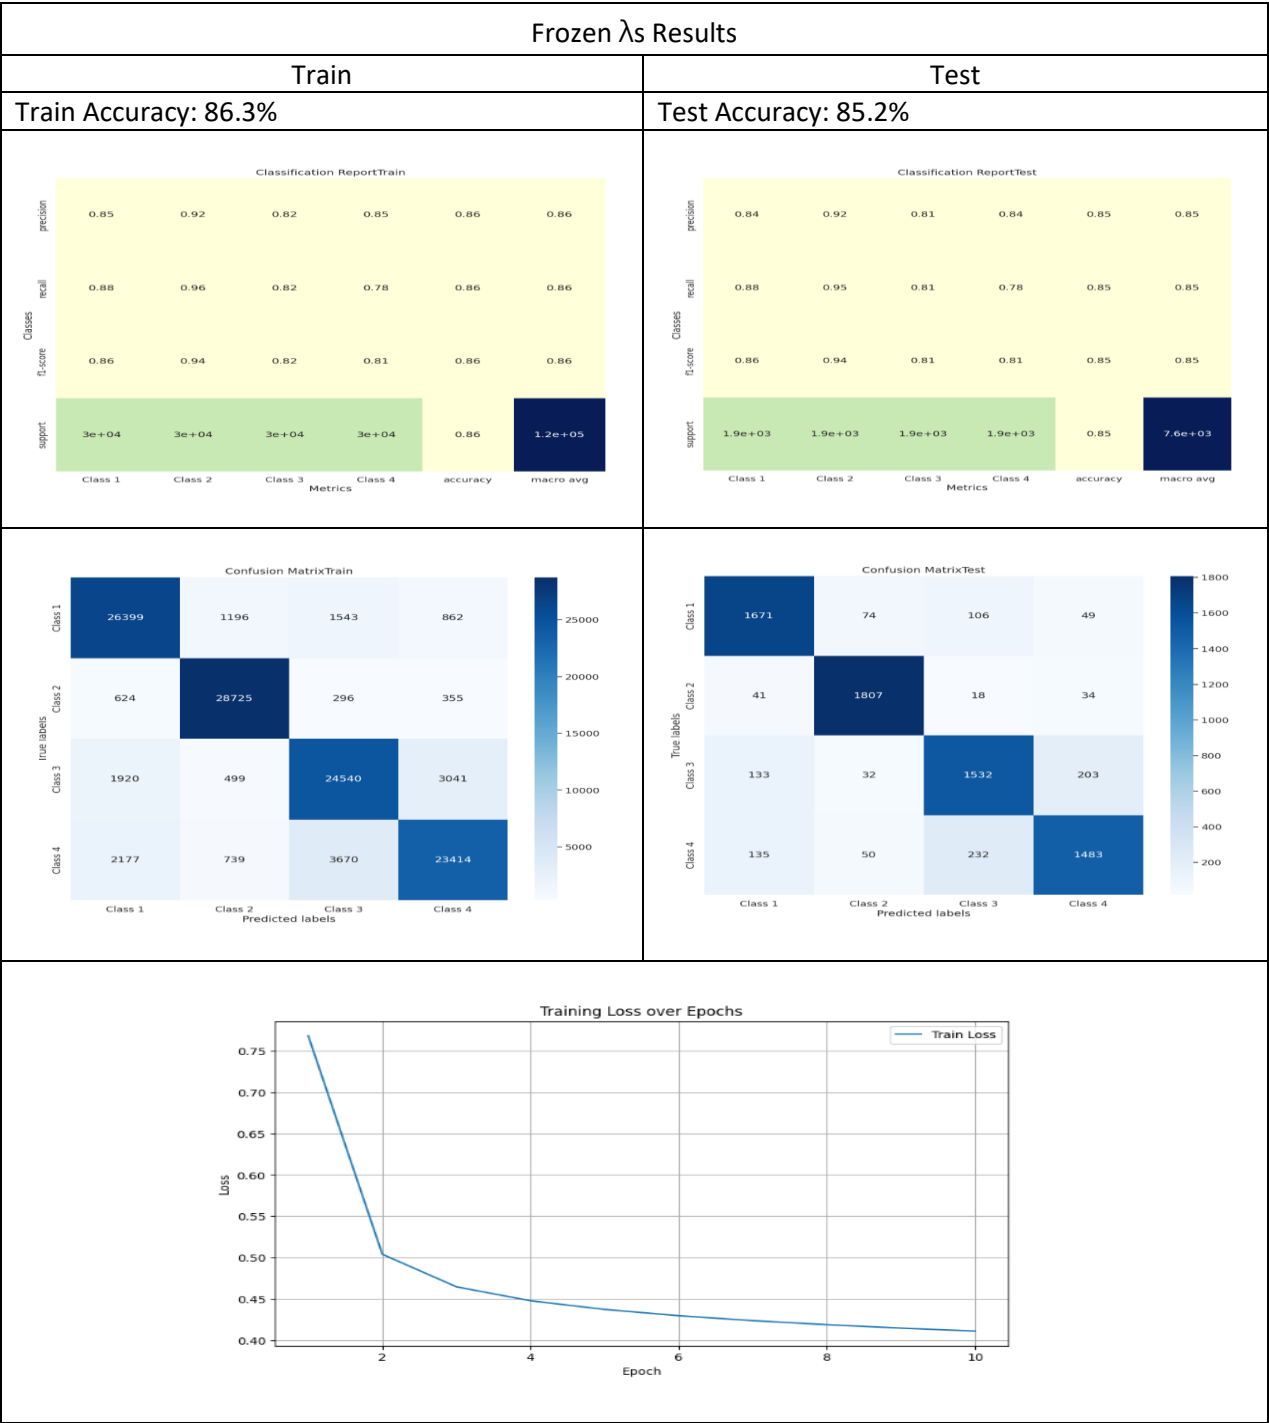 Frozen λs Results
Train
Test
Train Accuracy: 86.3%
Test Accuracy: 85.2%
Classification ReportTrain
precision 0.85 0.92 0.82 0.85 0.86 0.86
recall 0.88 0.96 0.82 0.78 0.86 0.86
Classes
f1-score 0.86 0.94 0.82 0.81 0.86 0.86
support 3e+04 3e+04 3e+04 3e+04 0.86 1.2e+05
Class 1 Class 2 Class 3 Class 4 accuracy macro avg
Metrics
Classification ReportTest
precision 0.84 0.92 0.81 0.84 0.85 0.85
recall 0.88 0.95 0.81 0.78 0.85 0.85
Classes
f1-score 0.86 0.94 0.81 0.81 0.85 0.85
support 1.9e+03 1.9e+03 1.9e+03 1.9e+03 0.85 7.6e+03
Class 1 Class 2 Class 3 Class 4 accuracy macro avg
Metrics
Confusion MatrixTrain
Class 1 26399 1196 1543 862
Class 2 624 28725 296 355
True labels
Class 3 1920 499 24540 3041
Class 4 2177 739 3670 23414
Class 1 Class 2 Class 3 Class 4
Predicted labels
25000
20000
15000
10000
5000
Confusion MatrixTest
Class 1 1671 74 106 49
Class 2 41 1807 18 34
True labels
Class 3 133 32 1532 203
Class 4 135 50 232 1483
Class 1 Class 2 Class 3 Class 4
Predicted labels
1800
1600
1400
1200
1000
800
600
400
200
Training Loss over Epochs
Train Loss
0.75
0.70
0.65
0.60
Loss
0.55
0.50
0.45
0.40
2 4 6 8 10
Epoch